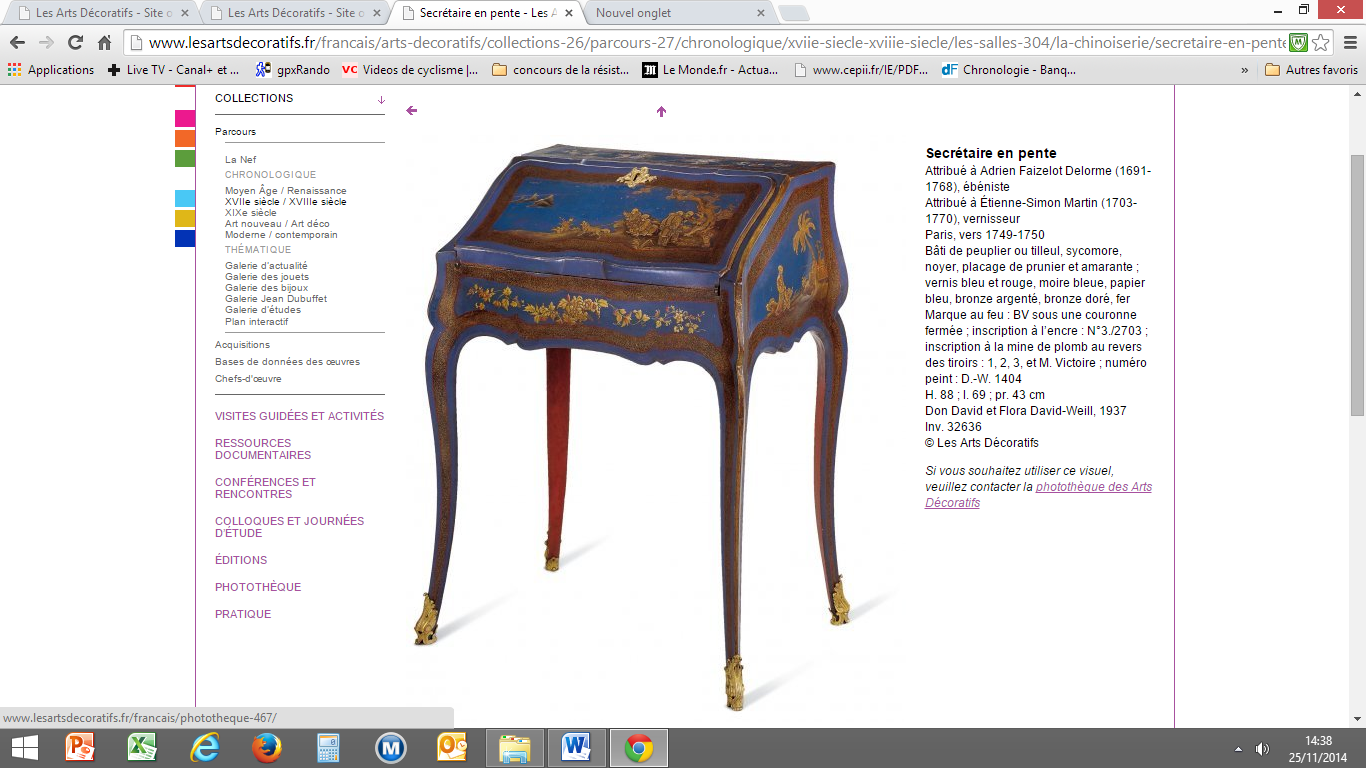 Les Arts Décoratifs - Site o
Les Arts Décoratifs - Site o
Secrétaire en pente - Les A
Nouvel onglet
www.lesartsdecoratifs.fr/francais/arts-decoratifs/collections-26/parcours-27/chronologique/xviie-siecle-xviiie-siecle/les-salles-304/la-chinoiserie/secretaire-en-pente
Applications
Live TV - Canal+ et ...
gpxRando
VC Videos de cyclisme |...
concours de la résist...
M Le Monde.fr - Actua...
www.cepii.fr/IE/PDF...
dF Chronologie - Banq...
»
Autres favoris
COLLECTIONS
Parcours
La Nef
CHRONOLOGIQUE
Moyen Âge / Renaissance
XVIIe siècle / XVIIIe siècle
XIXe siècle
Art nouveau / Art déco
Moderne / contemporain
THÉMATIQUE
Galerie d'actualité
Galerie des jouets
Galerie des bijoux
Galerie Jean Dubuffet
Galerie d'études
Plan interactif
Acquisitions
Bases de données des œuvres
Chefs-d'œuvre
VISITES GUIDÉES ET ACTIVITÉS
RESSOURCES
DOCUMENTAIRES
CONFÉRENCES ET
RENCONTRES
COLLOQUES ET JOURNÉES
D'ÉTUDE
ÉDITIONS
PHOTOTHÈQUE
PRATIQUE
Secrétaire en pente
Attribué à Adrien Faizelot Delorme (1691-
1768), ébéniste
Attribué à Étienne-Simon Martin (1703-
1770), vernisseur
Paris, vers 1749-1750
Bâti de peuplier ou tilleul, sycomore,
noyer, placage de prunier et amarante ;
vernis bleu et rouge, moire bleue, papier
bleu, bronze argenté, bronze doré, fer
Marque au feu : BV sous une couronne
fermée ; inscription à l'encre : N°3./2703 ;
inscription à la mine de plomb au revers
des tiroirs : 1, 2, 3, et M. Victoire ; numéro
peint : D.-W. 1404
H. 88 ; l. 69 ; pr. 43 cm
Don David et Flora David-Weill, 1937
Inv. 32636
© Les Arts Décoratifs
Si vous souhaitez utiliser ce visuel,
veuillez contacter la photothèque des Arts
Décoratifs
www.lesartsdecoratifs.fr/francais/phototheque-467/
14:38
25/11/2014